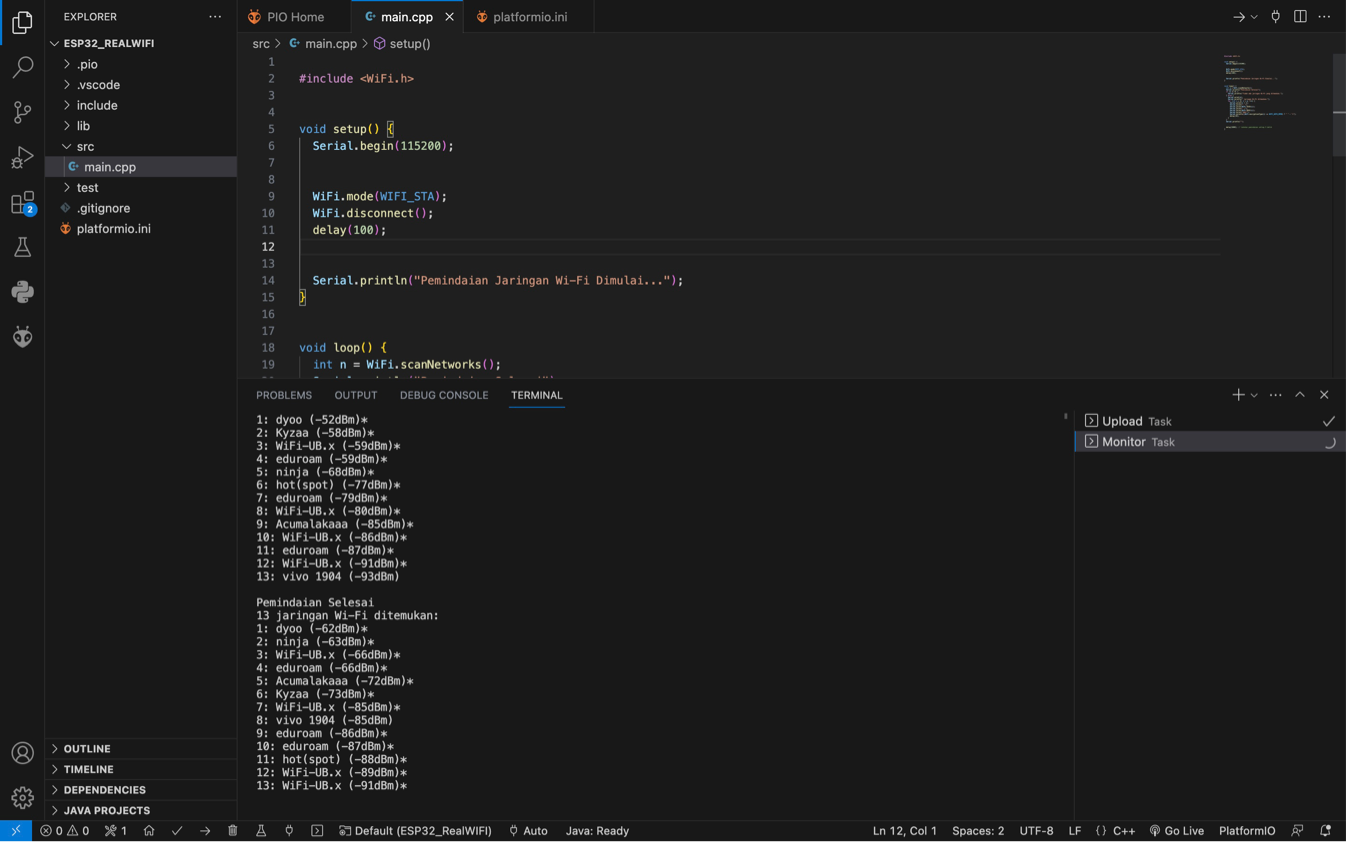 EXPLORER
ESP32_REALWIFI
.pio
.vscode
include
lib
src
main.cpp
test
.gitignore
platformio.ini
OUTLINE
TIMELINE
DEPENDENCIES
JAVA PROJECTS
2
PIO Home
main.cpp
platformio.ini
src > main.cpp > setup()
1
2 #include <WiFi.h>
3
4
5 void setup() {
6 Serial.begin(115200);
7
8
9 WiFi.mode(WIFI_STA);
10 WiFi.disconnect();
11 delay(100);
12
13
14 Serial.println("Pemindaian Jaringan Wi-Fi Dimulai...");
15 }
16
17
18 void loop() {
19 int n = WiFi.scanNetworks();
PROBLEMS OUTPUT DEBUG CONSOLE TERMINAL
1: dyoo (-52dBm)*
2: Kyzaa (-58dBm)*
3: WiFi-UB.x (-59dBm)*
4: eduroam (-59dBm)*
5: ninja (-68dBm)*
6: hot(spot) (-77dBm)*
7: eduroam (-79dBm)*
8: WiFi-UB.x (-80dBm)*
9: Acumalakaaa (-85dBm)*
10: WiFi-UB.x (-86dBm)*
11: eduroam (-87dBm)*
12: WiFi-UB.x (-91dBm)*
13: vivo 1904 (-93dBm)
Pemindaian Selesai
13 jaringan Wi-Fi ditemukan:
1: dyoo (-62dBm)*
2: ninja (-63dBm)*
3: WiFi-UB.x (-66dBm)*
4: eduroam (-66dBm)*
5: Acumalakaaa (-72dBm)*
6: Kyzaa (-73dBm)*
7: WiFi-UB.x (-85dBm)*
8: vivo 1904 (-85dBm)
9: eduroam (-86dBm)*
10: eduroam (-87dBm)*
11: hot(spot) (-88dBm)*
12: WiFi-UB.x (-89dBm)*
13: WiFi-UB.x (-91dBm)*
Upload Task
Monitor Task
0 0 1 Default (ESP32_RealWIFI) Auto Java: Ready Ln 12, Col 1 Spaces: 2 UTF-8 LF {} C++ Go Live PlatformIO